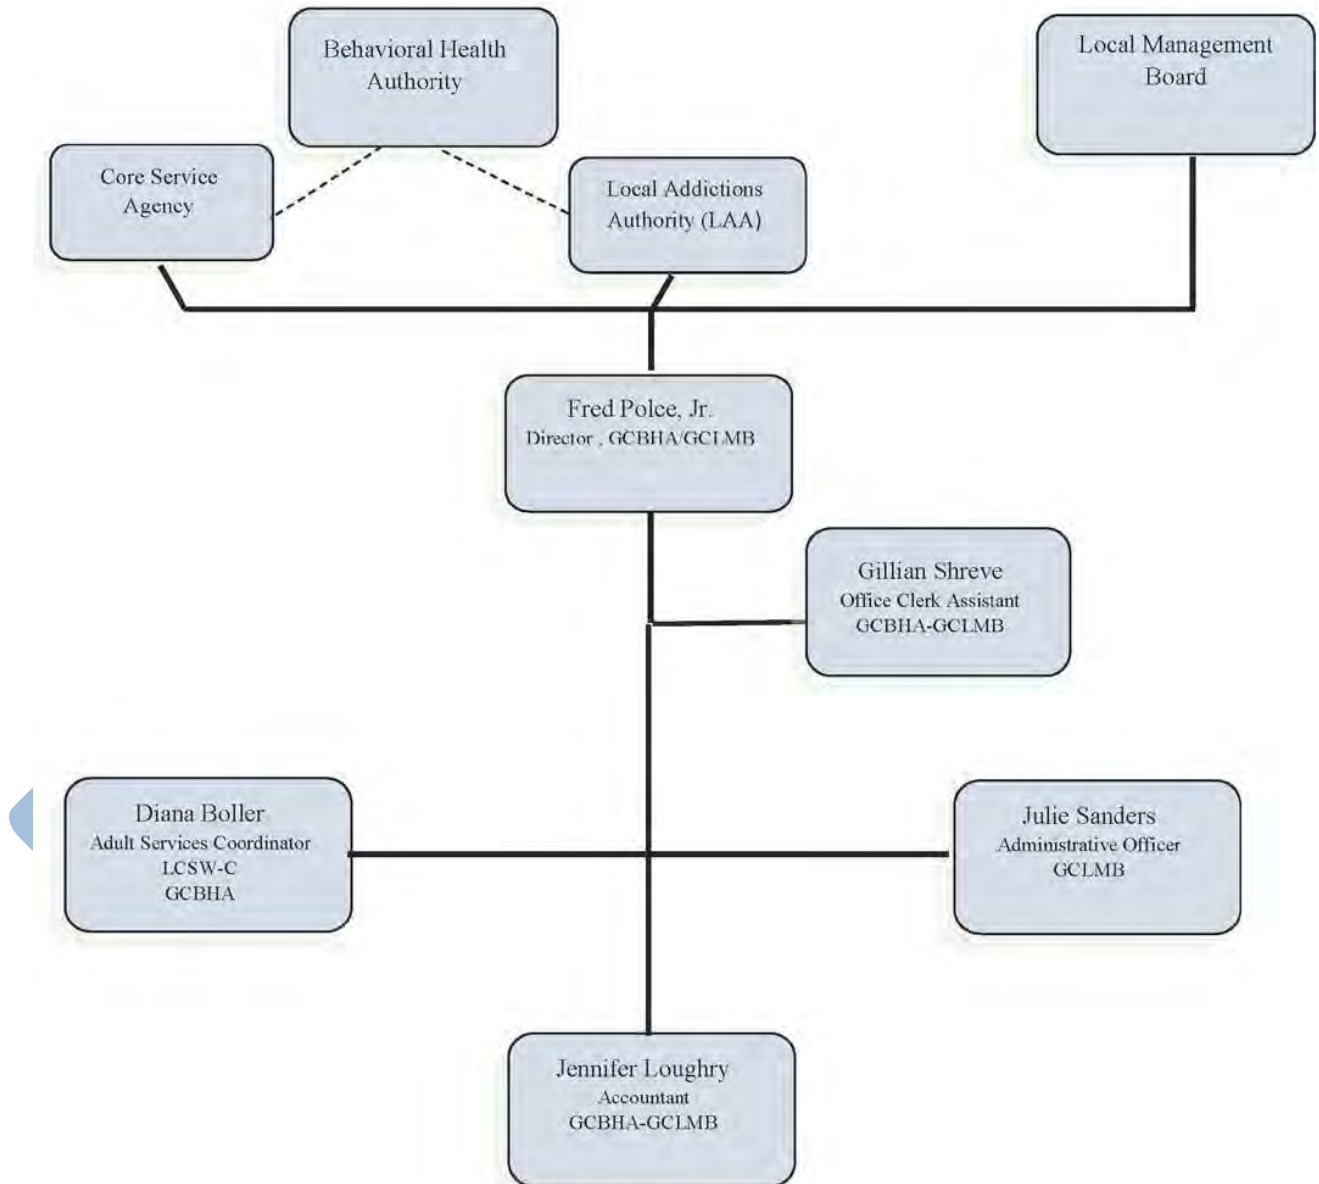 Behavioral Health
Authority
Local Management
Board
Core Service
Agency
Local Addictions
Authority (LAA)
Fred Polce, Jr.
Director , GCBHA/GCLMB
Gillian Shreve
Office Clerk Assistant
GCBHA-GCLMB
Diana Boller
Adult Services Coordinator
LCSW-C
GCBHA
Julie Sanders
Administrative Officer
GCLMB
Jennifer Loughry
Accountant
GCBHA-GCLMB